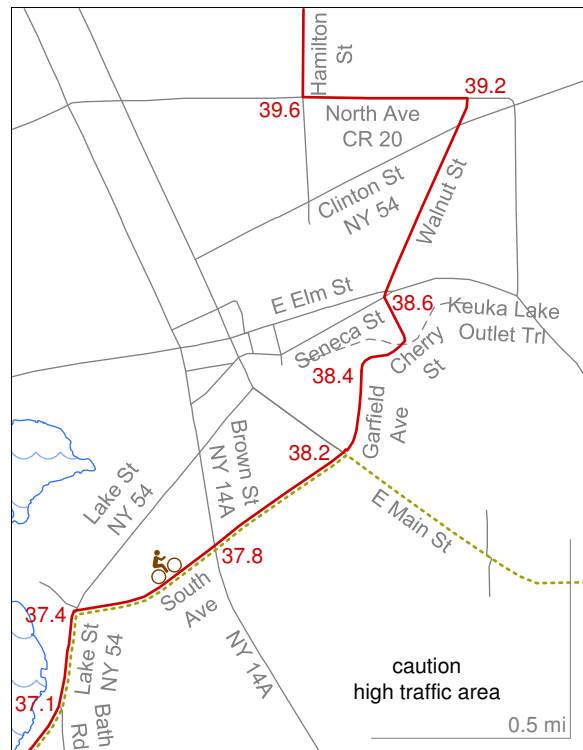 Hamilton
St
39.2
39.6
North Ave
CR 20
Clinton St
NY 54
Walnut St
E Elm St
38.6
Keuka Lake
Outlet Trl
Seneca St
Cherry
St
38.4
Garfield
Ave
38.2
Brown St
NY 14A
Lake St
NY 54
E Main St
37.8
South
Ave
37.4
Lake St
NY 54
NY 14A
caution
high traffic area
37.1
Bath
Rd
0.5 mi